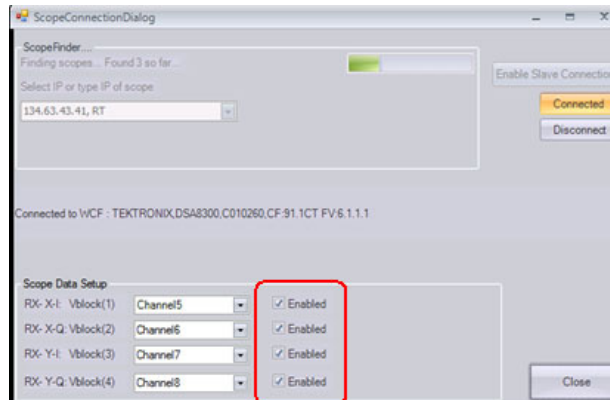 ScopeConnectionDialog
ScopeFinder....
Finding scopes... Found 3 so far...
Select IP or type IP of scope:
134.63.43.41, RT
Enable Slave Connection
Connected
Disconnect
Connected to WCF : TEKTRONIX,DSA8300,C010260,CF:91.1CT FV:6.1.1.1
Scope Data Setup
RX- X-I: Vblock(1) Channel5 Enabled
RX- X-Q: Vblock(2) Channel6 Enabled
RX- Y-I: Vblock(3) Channel7 Enabled
RX- Y-Q: Vblock(4) Channel8 Enabled
Close